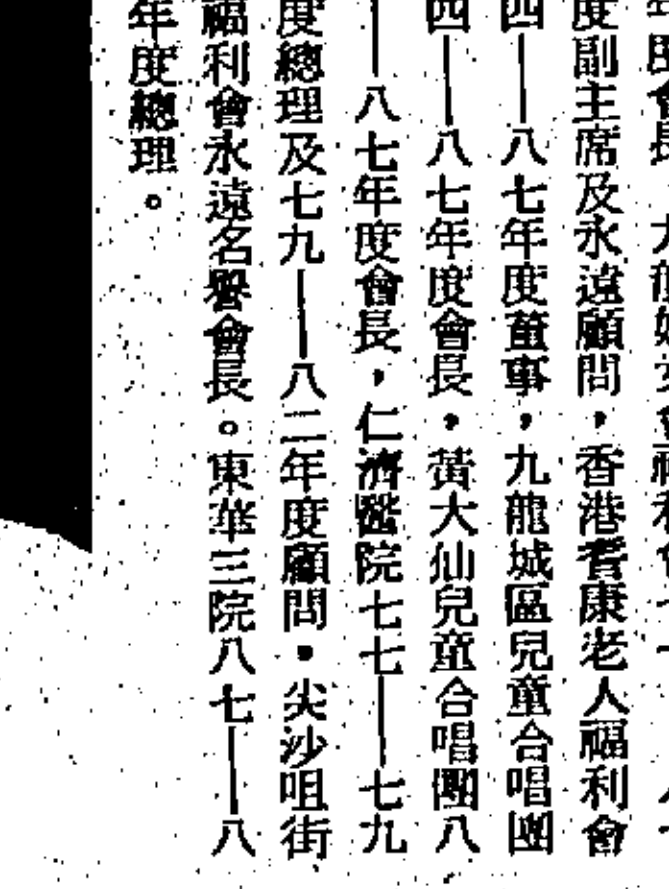 度副主席及永遠顧問，香港耆康老人福利會
四——八七年度董事，九龍城區兒童合唱團
四——八七年度會長，黃大仙兒童合唱團八
——八七年度會長，仁濟醫院七七——七九
度總理及七九——八二年度顧問。尖沙咀街
福利會永遠名譽會長。東華三院八七——八
年度總理。